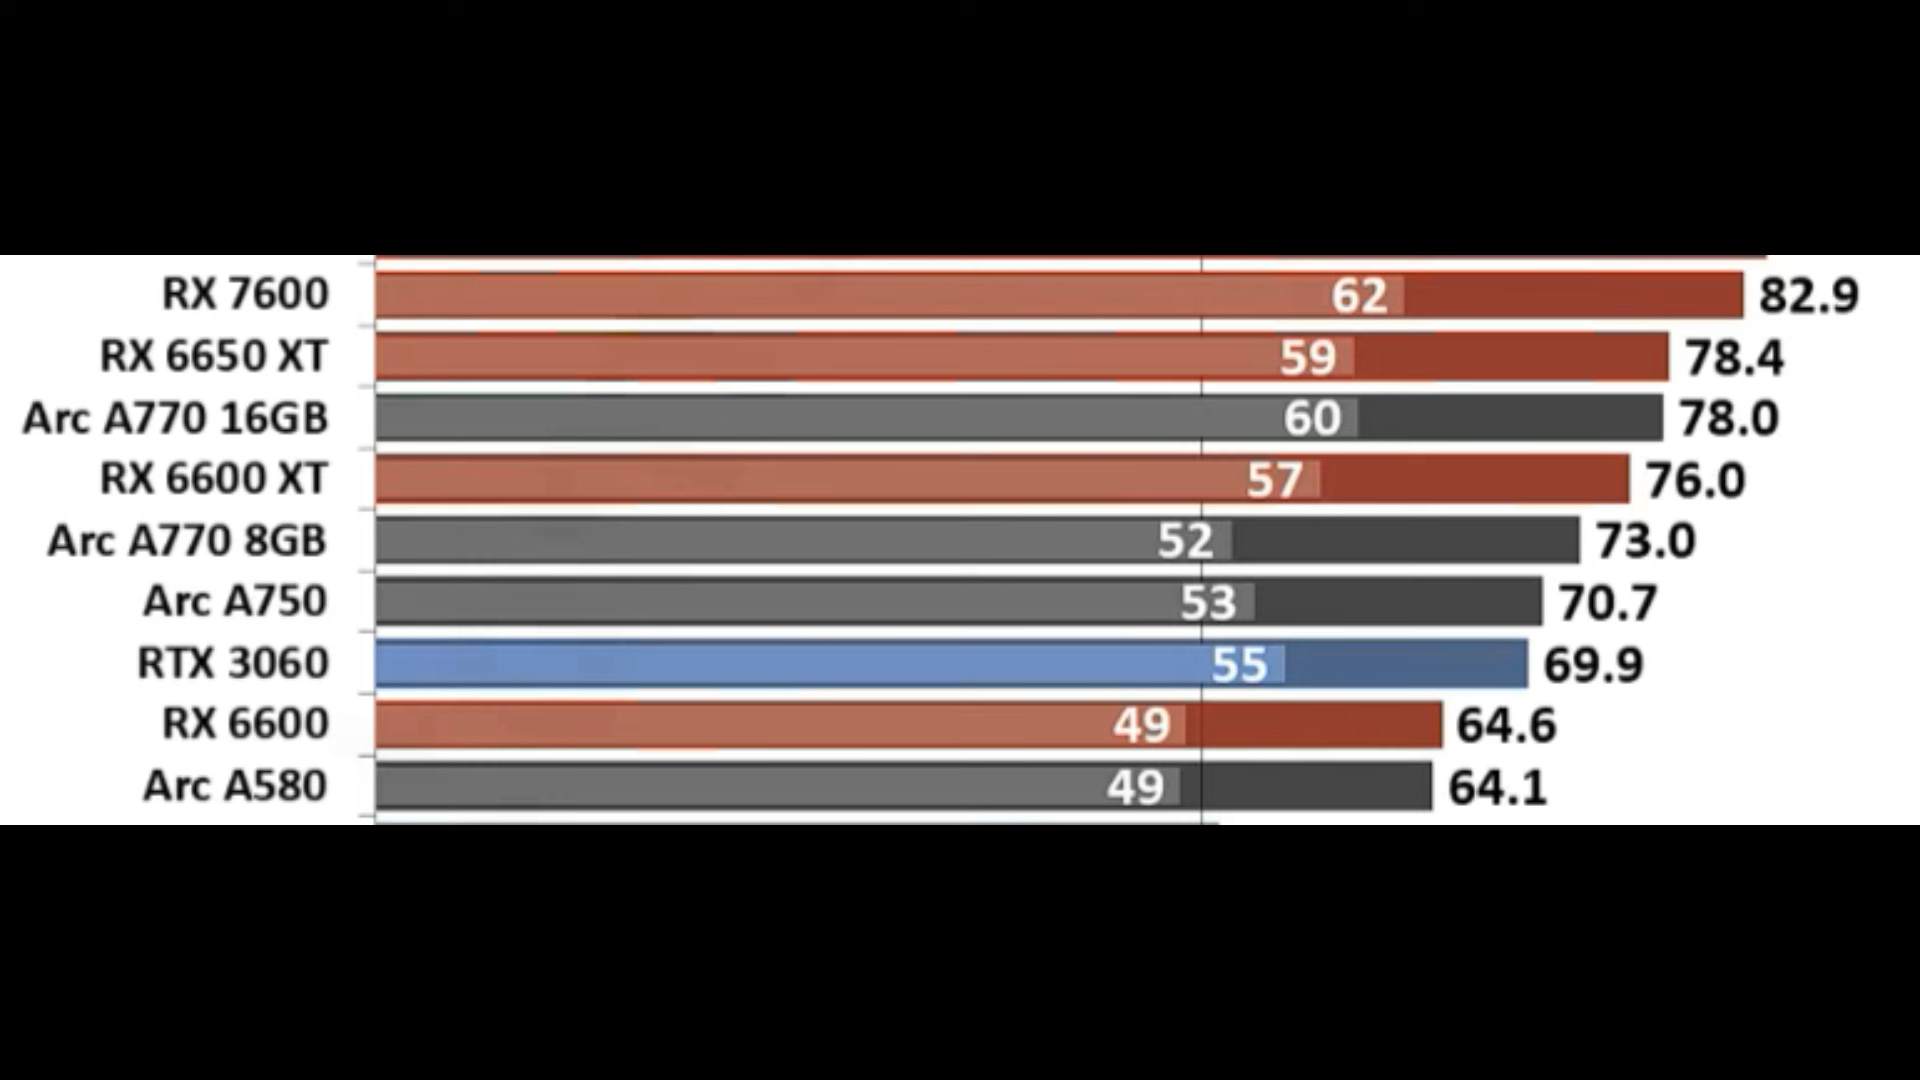 RX 7600 62 82.9
RX 6650 XT 59 78.4
Arc A770 16GB 60 78.0
RX 6600 XT 57 76.0
Arc A770 8GB 52 73.0
Arc A750 53 70.7
RTX 3060 55 69.9
RX 6600 49 64.6
Arc A580 49 64.1